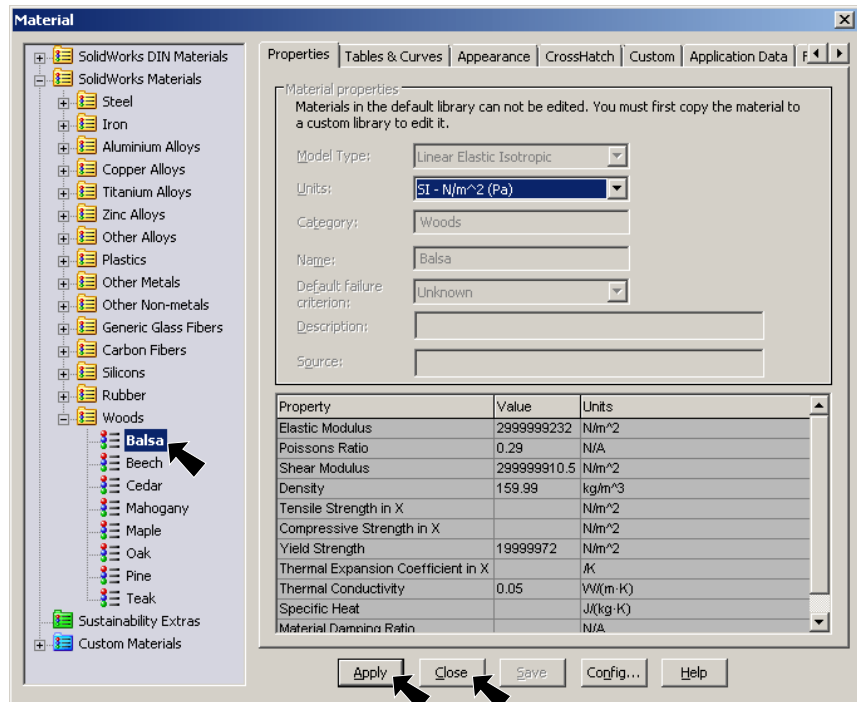 Material
SolidWorks DIN Materials
SolidWorks Materials
Steel
Iron
Aluminium Alloys
Copper Alloys
Titanium Alloys
Zinc Alloys
Other Alloys
Plastics
Other Metals
Other Non-metals
Generic Glass Fibers
Carbon Fibers
Silicons
Rubber
Woods
Balsa
Beech
Cedar
Mahogany
Maple
Oak
Pine
Teak
Sustainability Extras
Custom Materials
Properties Tables & Curves Appearance CrossHatch Custom Application Data
Material properties
Materials in the default library can not be edited. You must first copy the material to
a custom library to edit it.
Model Type: Linear Elastic Isotropic
Units: SI - N/m^2 (Pa)
Category: Woods
Name: Balsa
Default failure
criterion: Unknown
Description:
Source:
Property Value Units
Elastic Modulus 2999999232 N/m^2
Poissons Ratio 0.29 N/A
Shear Modulus 299999910.5 N/m^2
Density 159.99 kg/m^3
Tensile Strength in X N/m^2
Compressive Strength in X N/m^2
Yield Strength 19999972 N/m^2
Thermal Expansion Coefficient in X /K
Thermal Conductivity 0.05 W/(m·K)
Specific Heat J/(kg·K)
Material Damping Ratio N/A
Apply Close Save Config... Help